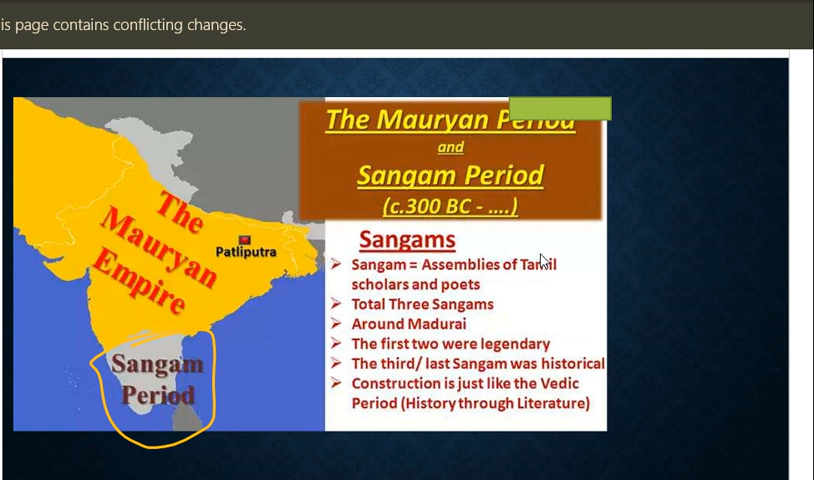 is page contains conflicting changes.
The Mauryan Period
and
Sangam Period
(c.300 BC - ....)
The
Mauryan
Empire
Patliputra
Sangam
Period
Sangams
➢ Sangam = Assemblies of Tamil
scholars and poets
➢ Total Three Sangams
➢ Around Madurai
➢ The first two were legendary
➢ The third/ last Sangam was historical
➢ Construction is just like the Vedic
Period (History through Literature)